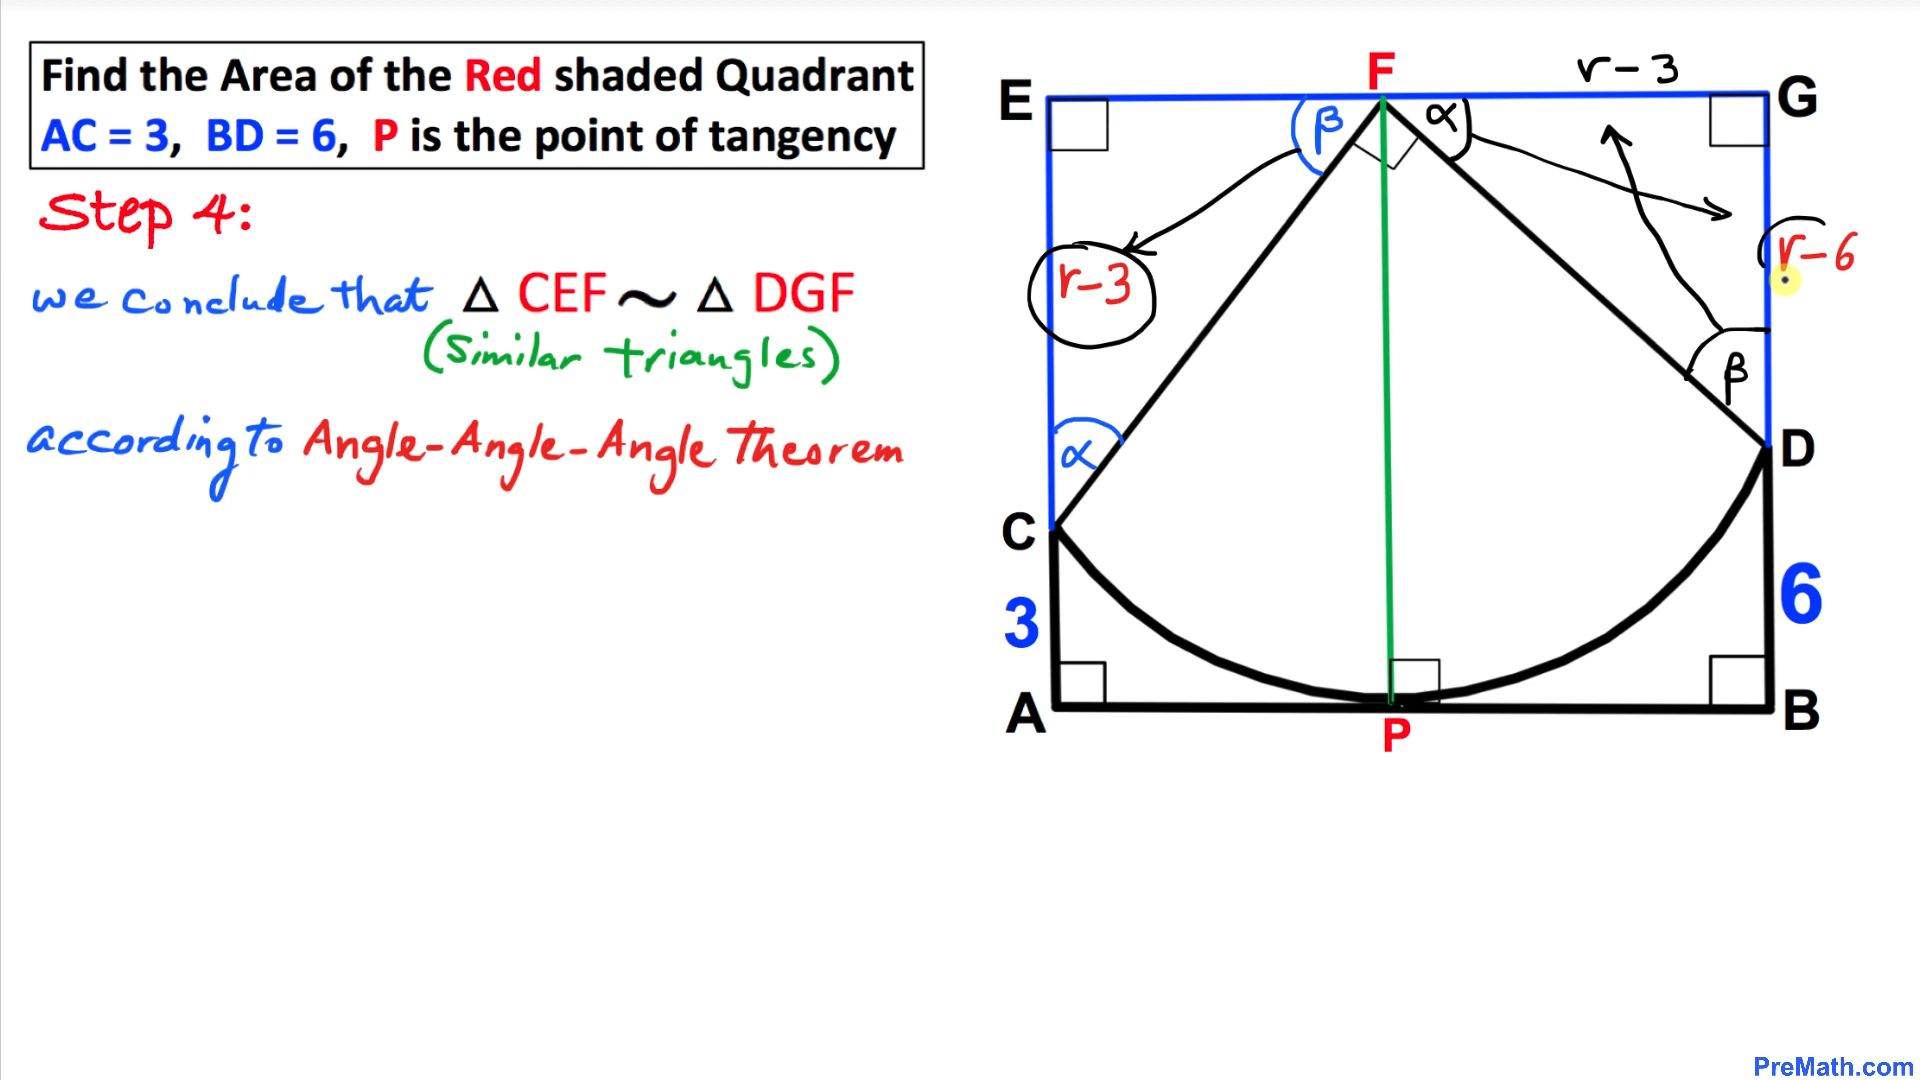 Find the Area of the Red shaded Quadrant
AC = 3, BD = 6, P is the point of tangency
Step 4:
we conclude that △ CEF ~ △ DGF
(Similar triangles)
according to Angle-Angle-Angle Theorem
F
r-3
E
G
β
α
r-3
r-6
β
α
D
C
3
6
A
B
P
PreMath.com